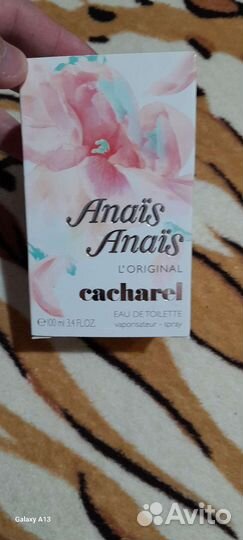 Anaïs
Anaïs
L'ORIGINAL
cacharel
EAU DE TOILETTE
vaporisateur - spray
℮100 ml 3.4 FL.OZ.
Galaxy A13
Avito